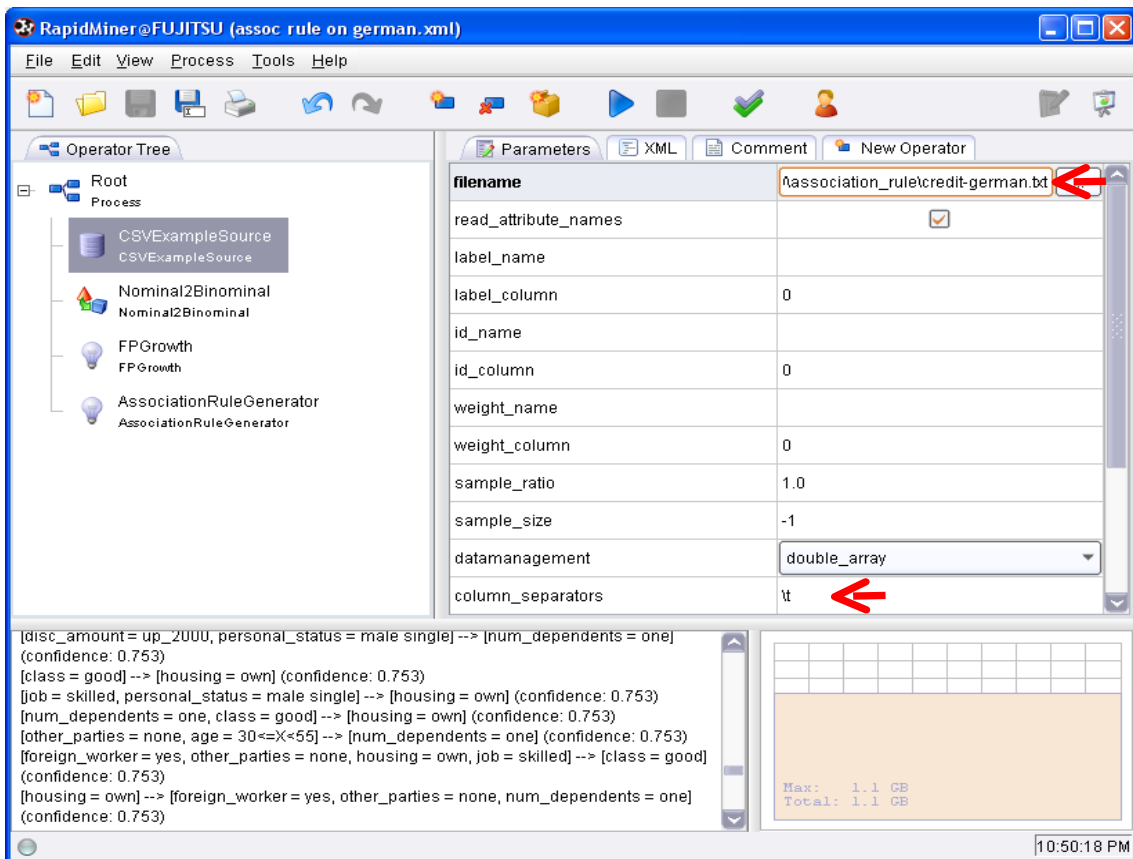 RapidMiner@FUJITSU (assoc rule on german.xml)
File Edit View Process Tools Help
Operator Tree
Parameters XML Comment New Operator
Root
Process
CSVExampleSource
CSVExampleSource
Nominal2Binominal
Nominal2Binominal
FPGrowth
FPGrowth
AssociationRuleGenerator
AssociationRuleGenerator
filename \association_rule\credit-german.txt
read_attribute_names
label_name
label_column 0
id_name
id_column 0
weight_name
weight_column 0
sample_ratio 1.0
sample_size -1
datamanagement double_array
column_separators \t
[disc_amount = up_2000, personal_status = male single] --> [num_dependents = one]
(confidence: 0.753)
[class = good] --> [housing = own] (confidence: 0.753)
[job = skilled, personal_status = male single] --> [housing = own] (confidence: 0.753)
[num_dependents = one, class = good] --> [housing = own] (confidence: 0.753)
[other_parties = none, age = 30<=X<55] --> [num_dependents = one] (confidence: 0.753)
[foreign_worker = yes, other_parties = none, housing = own, job = skilled] --> [class = good]
(confidence: 0.753)
[housing = own] --> [foreign_worker = yes, other_parties = none, num_dependents = one]
(confidence: 0.753)
Max: 1.1 GB
Total: 1.1 GB
10:50:18 PM